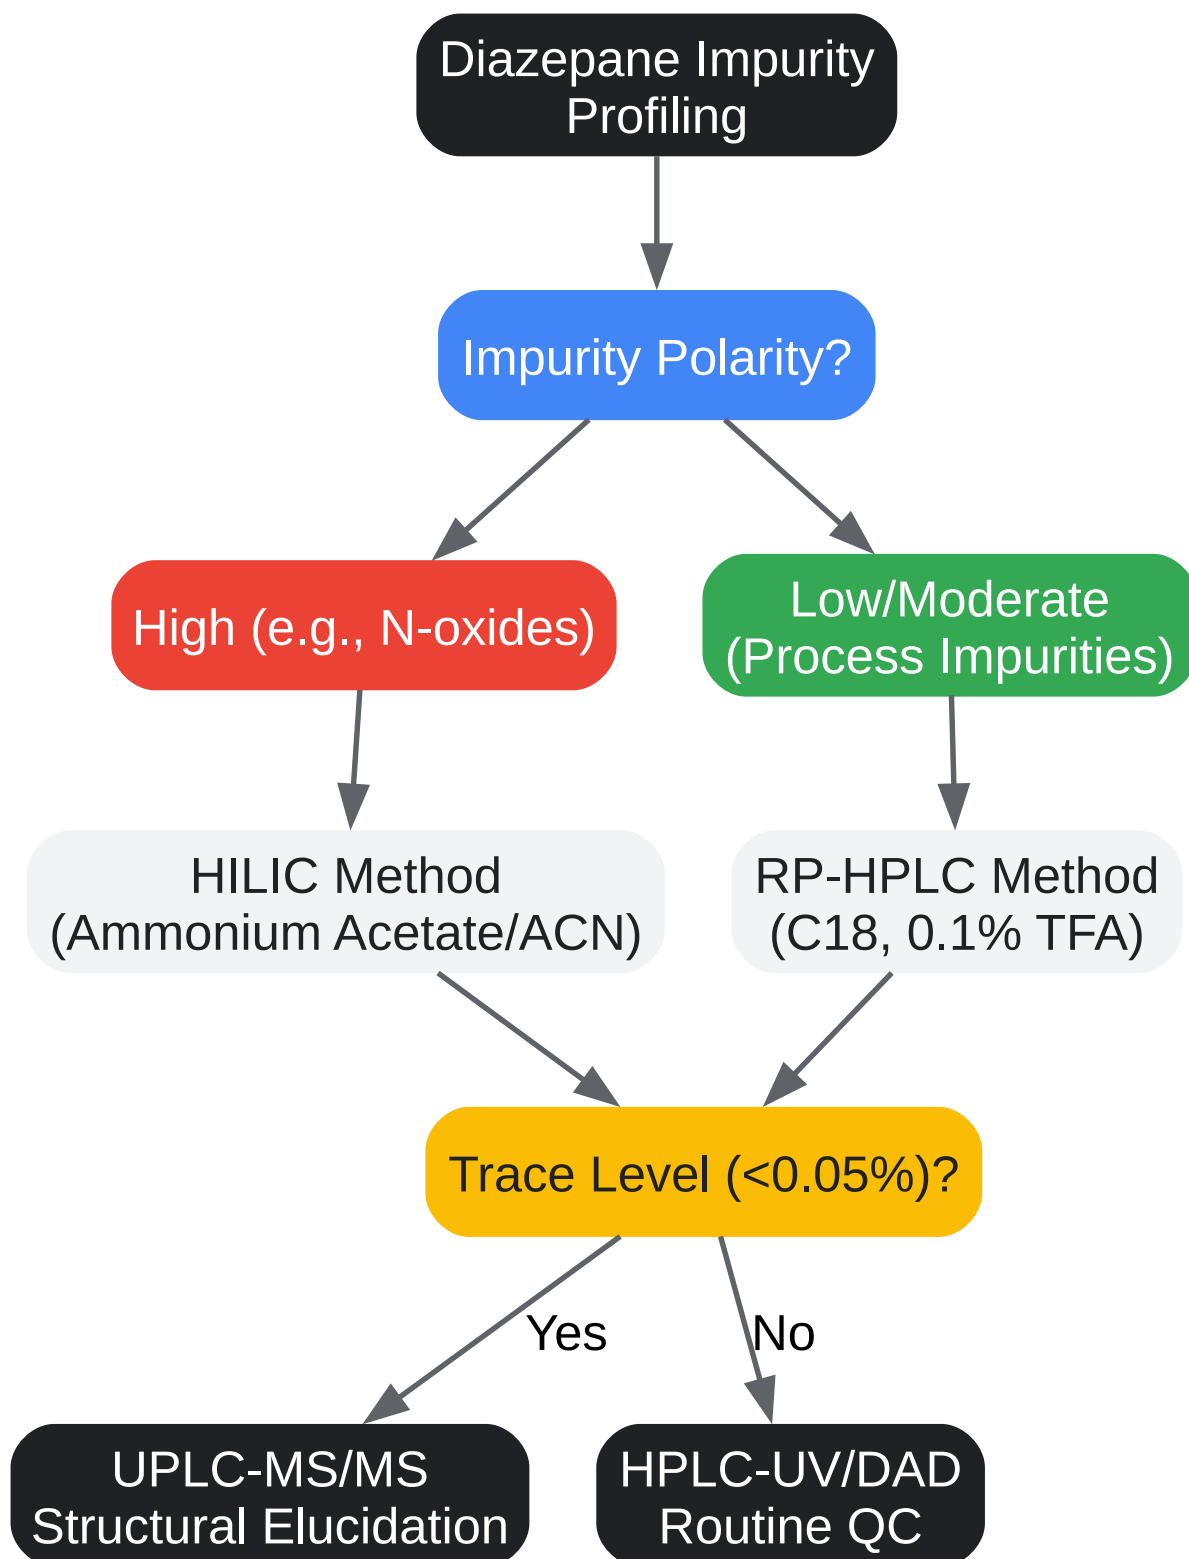 Diazepane Impurity
Profiling
Impurity Polarity?
High (e.g., N-oxides)
Low/Moderate
(Process Impurities)
HILIC Method
(Ammonium Acetate/ACN)
RP-HPLC Method
(C18, 0.1% TFA)
Trace Level (<0.05%)?
Yes
No
UPLC-MS/MS
Structural Elucidation
HPLC-UV/DAD
Routine QC